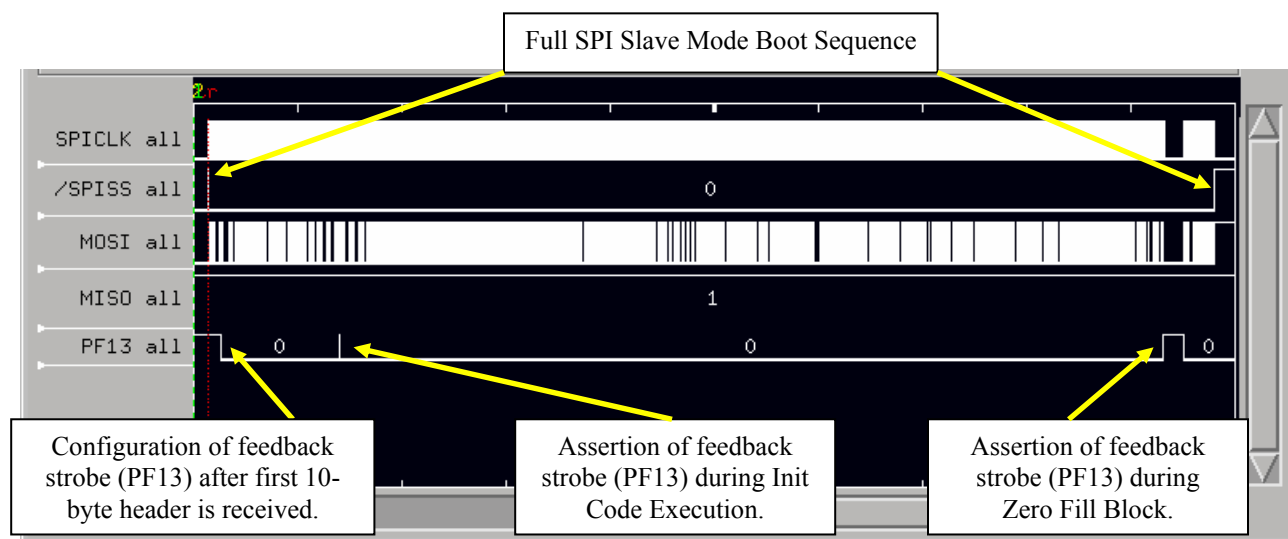 Full SPI Slave Mode Boot Sequence
SPICLK all
/SPISS all
0
MOSI all
MISO all
1
PF13 all
0
0
0
Configuration of feedback
strobe (PF13) after first 10-
byte header is received.
Assertion of feedback
strobe (PF13) during Init
Code Execution.
Assertion of feedback
strobe (PF13) during
Zero Fill Block.